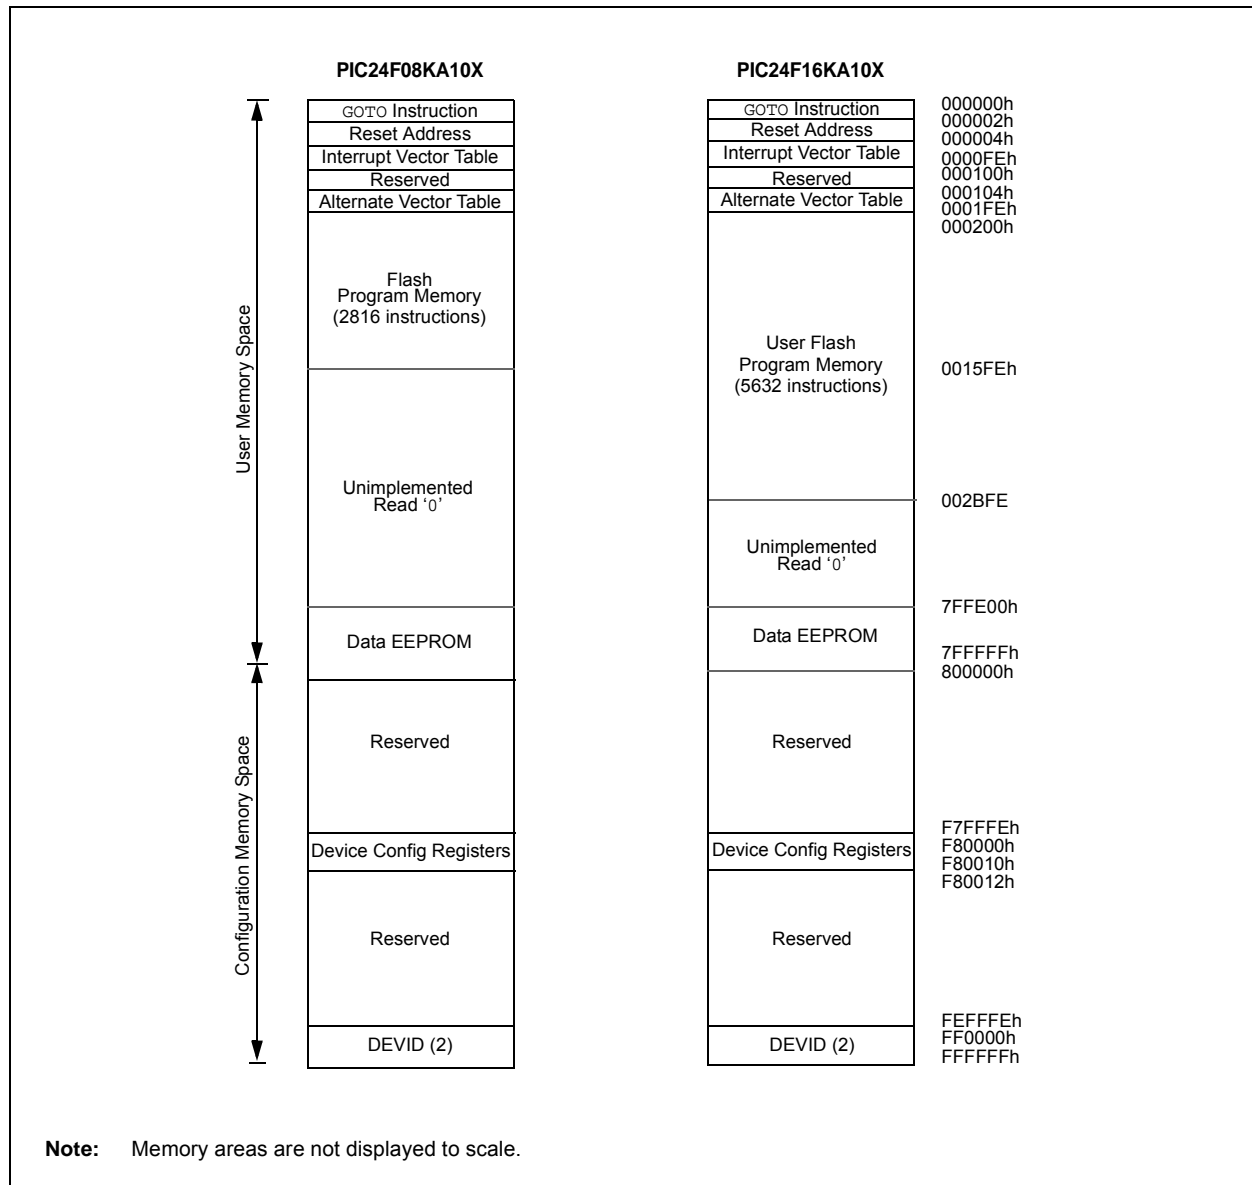 PIC24F08KA10X
GOTO Instruction
Reset Address
Interrupt Vector Table
Reserved
Alternate Vector Table
Flash
Program Memory
(2816 instructions)
Unimplemented
Read ‘0’
Data EEPROM
Reserved
Device Config Registers
Reserved
DEVID (2)
User Memory Space
Configuration Memory Space
PIC24F16KA10X
GOTO Instruction
Reset Address
Interrupt Vector Table
Reserved
Alternate Vector Table
User Flash
Program Memory
(5632 instructions)
Unimplemented
Read ‘0’
Data EEPROM
Reserved
Device Config Registers
Reserved
DEVID (2)
000000h
000002h
000004h
0000FEh
000100h
000104h
0001FEh
000200h
0015FEh
002BFE
7FFE00h
7FFFFFh
800000h
F7FFFEh
F80000h
F80010h
F80012h
FEFFFEh
FF0000h
FFFFFFh
Note: Memory areas are not displayed to scale.